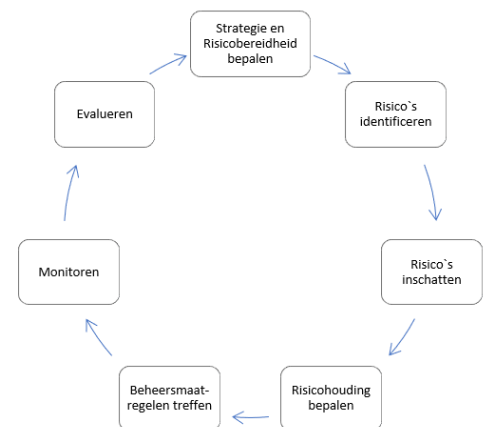 Strategie en
Risicobereidheid
bepalen
Risico`s
identificeren
Risico`s
inschatten
Risicohouding
bepalen
Beheersmaat-
regelen treffen
Monitoren
Evalueren